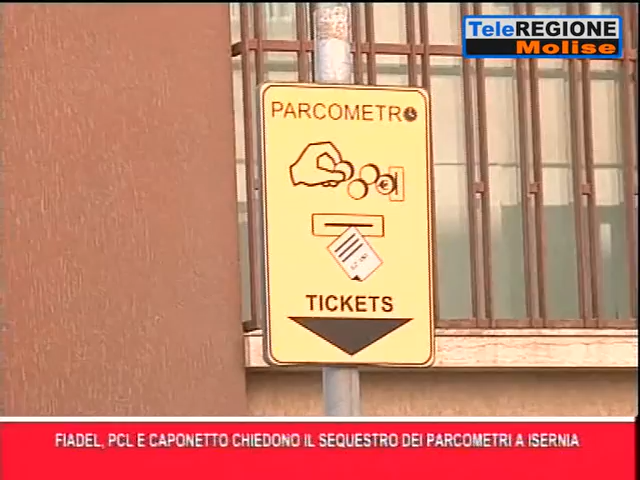 TeleREGIONE
Molise
PARCOMETRO
€
TICKETS
FIADEL, PCL E CAPONETTO CHIEDONO IL SEQUESTRO DEI PARCOMETRI A ISERNIA